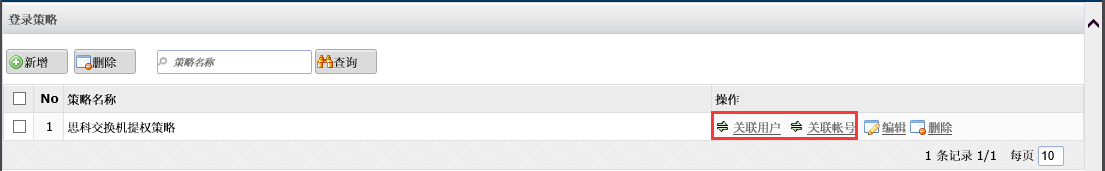 登录策略
新增 删除 策略名称 查询
No 策略名称 操作
1 思科交换机提权策略 关联用户 关联帐号 编辑 删除
1 条记录 1/1 每页 10